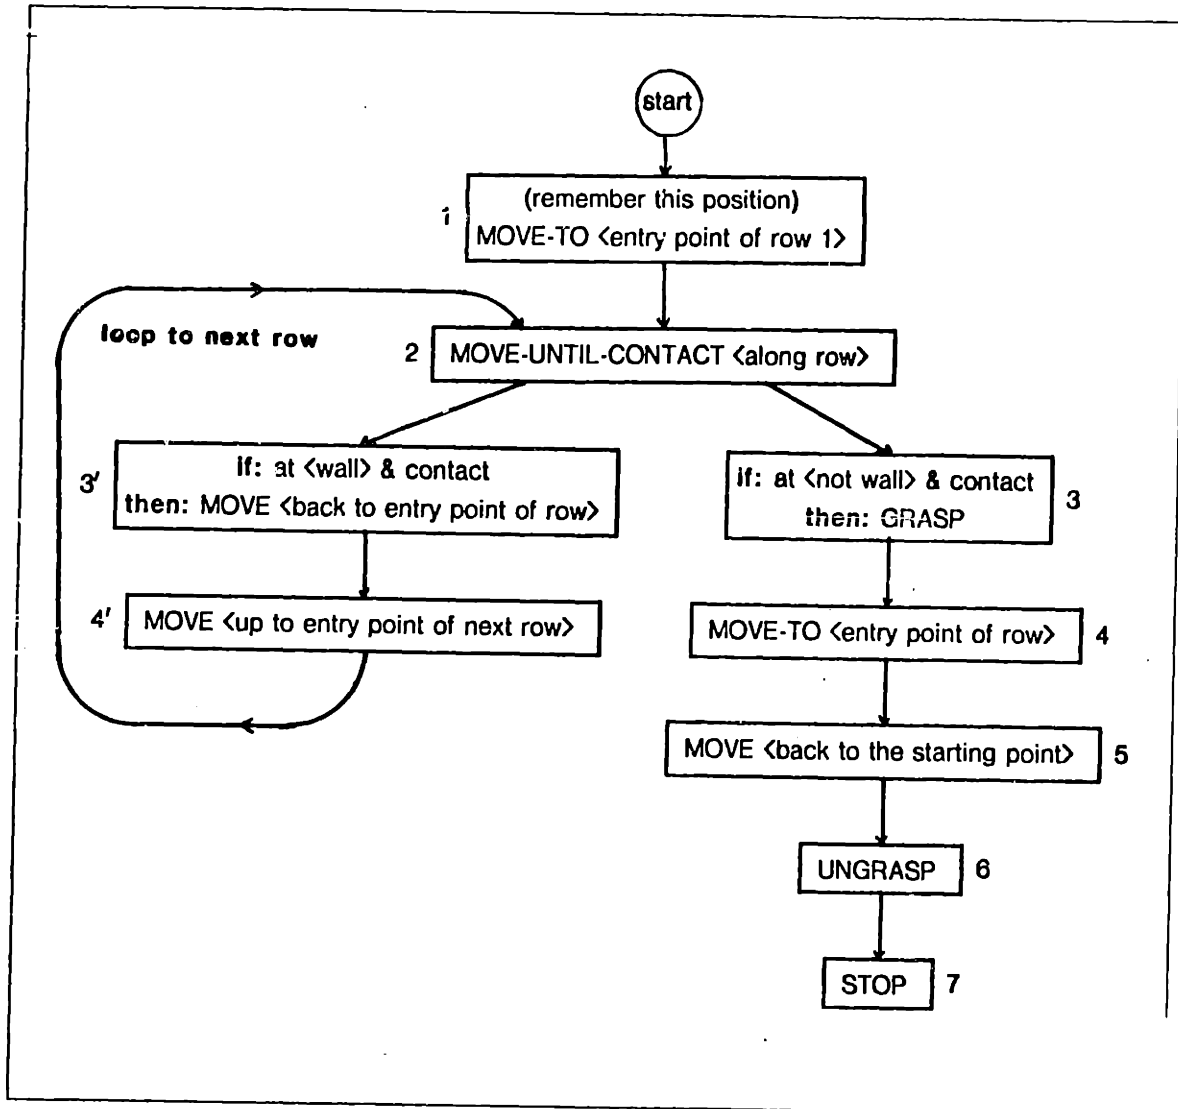 start
(remember this position)
1
MOVE-TO <entry point of row 1>
loop to next row
2
MOVE-UNTIL-CONTACT <along row>
3'
if: at <wall> & contact
then: MOVE <back to entry point of row>
if: at <not wall> & contact
then: GRASP
3
4'
MOVE <up to entry point of next row>
MOVE-TO <entry point of row>
4
MOVE <back to the starting point>
5
UNGRASP
6
STOP
7